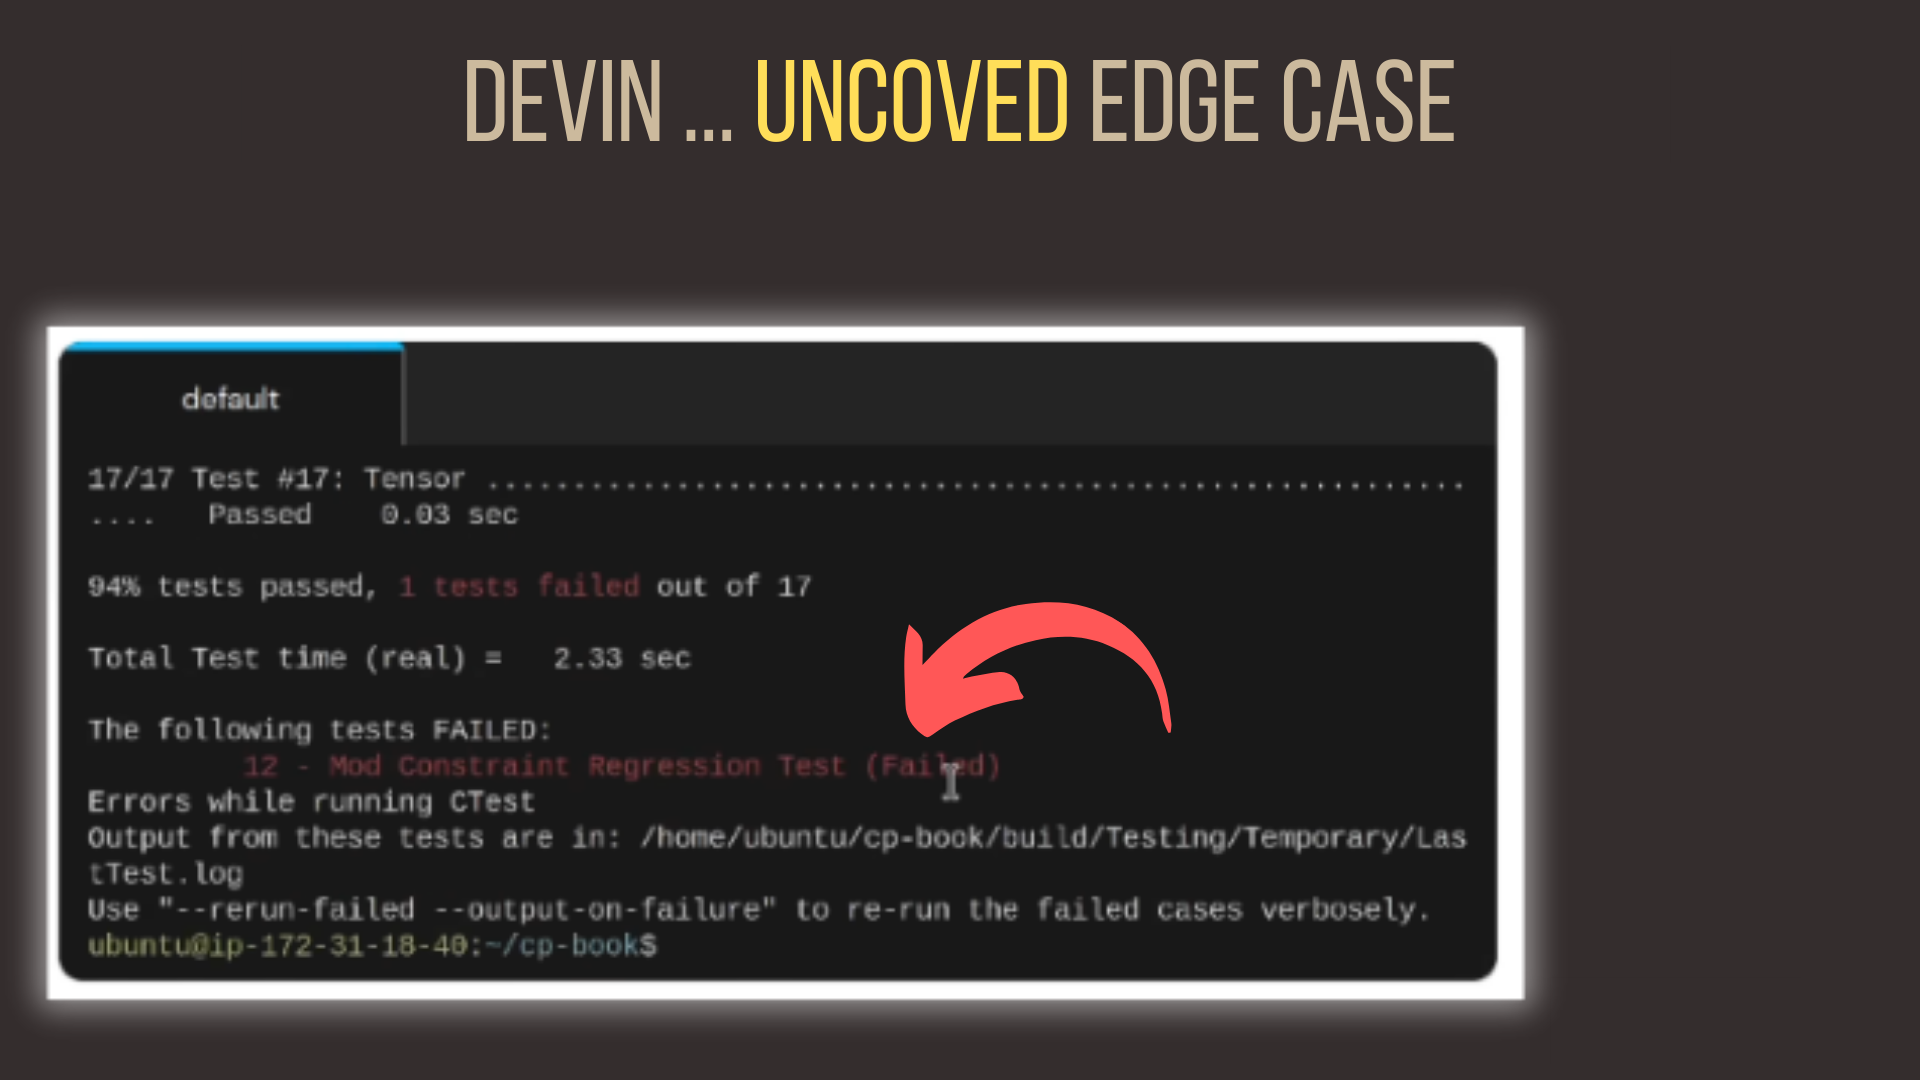 DEVIN ... UNCOVED EDGE CASE
default
17/17 Test #17: Tensor .........................................................
....   Passed    0.03 sec
94% tests passed, 1 tests failed out of 17
Total Test time (real) =   2.33 sec
The following tests FAILED:
         12 - Mod Constraint Regression Test (Failed)
Errors while running CTest
Output from these tests are in: /home/ubuntu/cp-book/build/Testing/Temporary/Las
tTest.log
Use "--rerun-failed --output-on-failure" to re-run the failed cases verbosely.
ubuntu@ip-172-31-18-40:~/cp-book$